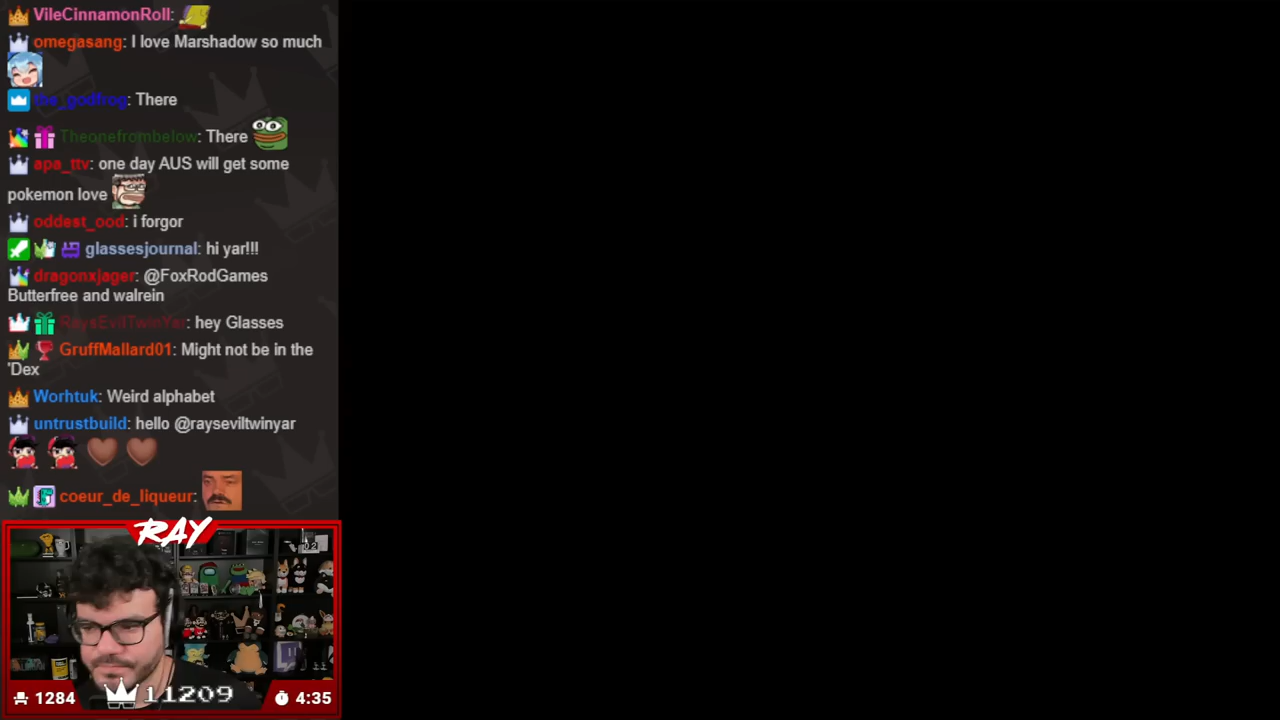 VileCinnamonRoll:
omegasang: I love Marshadow so much
the_godfrog: There
Theonefrombelow: There
apa_ttv: one day AUS will get some
pokemon love
oddest_ood: i forgor
glassesjournal: hi yar!!!
dragonxjager: @FoxRodGames
Butterfree and walrein
RaysEvilTwinYar: hey Glasses
GruffMallard01: Might not be in the
'Dex
Worhtuk: Weird alphabet
untrustbuild: hello @rayseviltwinyar
coeur_de_liqueur:
RAY
1284
11209
4:35